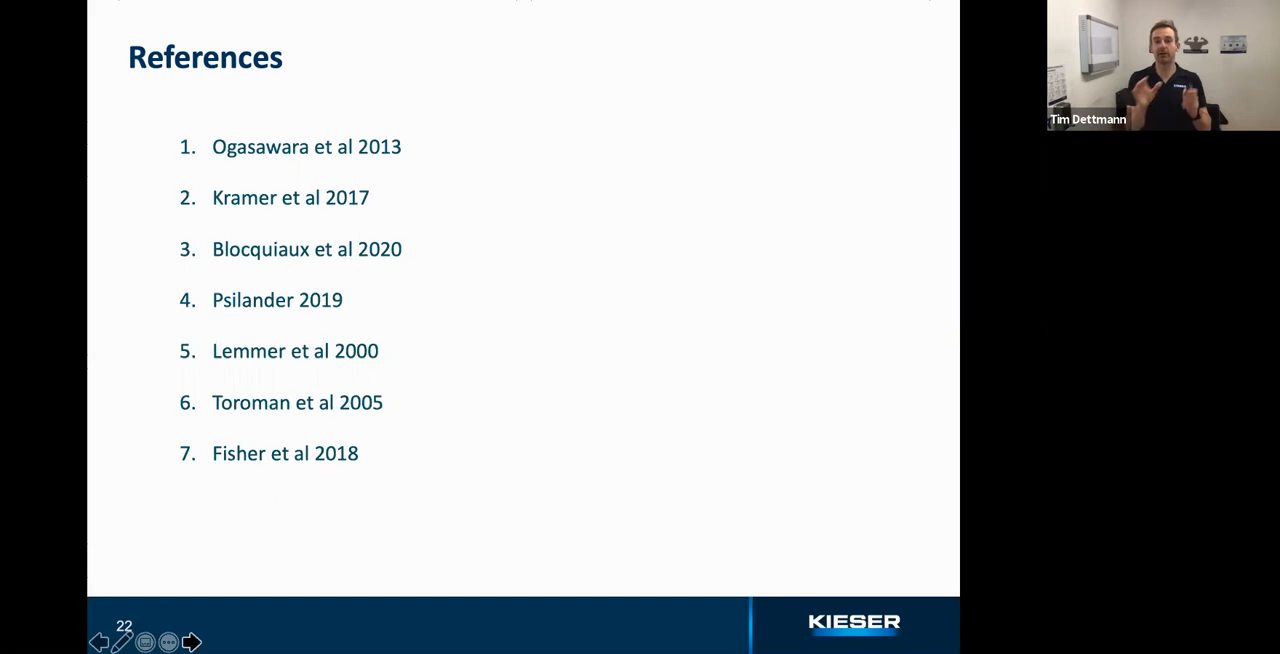 References
1. Ogasawara et al 2013
2. Kramer et al 2017
3. Blocquiaux et al 2020
4. Psilander 2019
5. Lemmer et al 2000
6. Toroman et al 2005
7. Fisher et al 2018
22
KIESER
Tim Dettmann